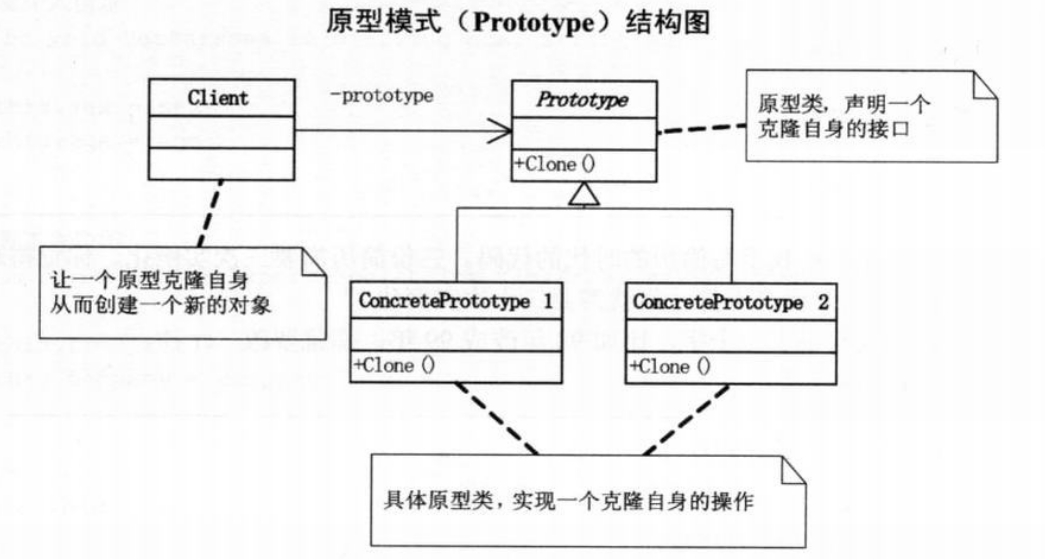 原型模式（Prototype）结构图
Client
-prototype
Prototype
+Clone()
原型类，声明一个
克隆自身的接口
让一个原型克隆自身
从而创建一个新的对象
ConcretePrototype 1
+Clone()
ConcretePrototype 2
+Clone()
具体原型类，实现一个克隆自身的操作